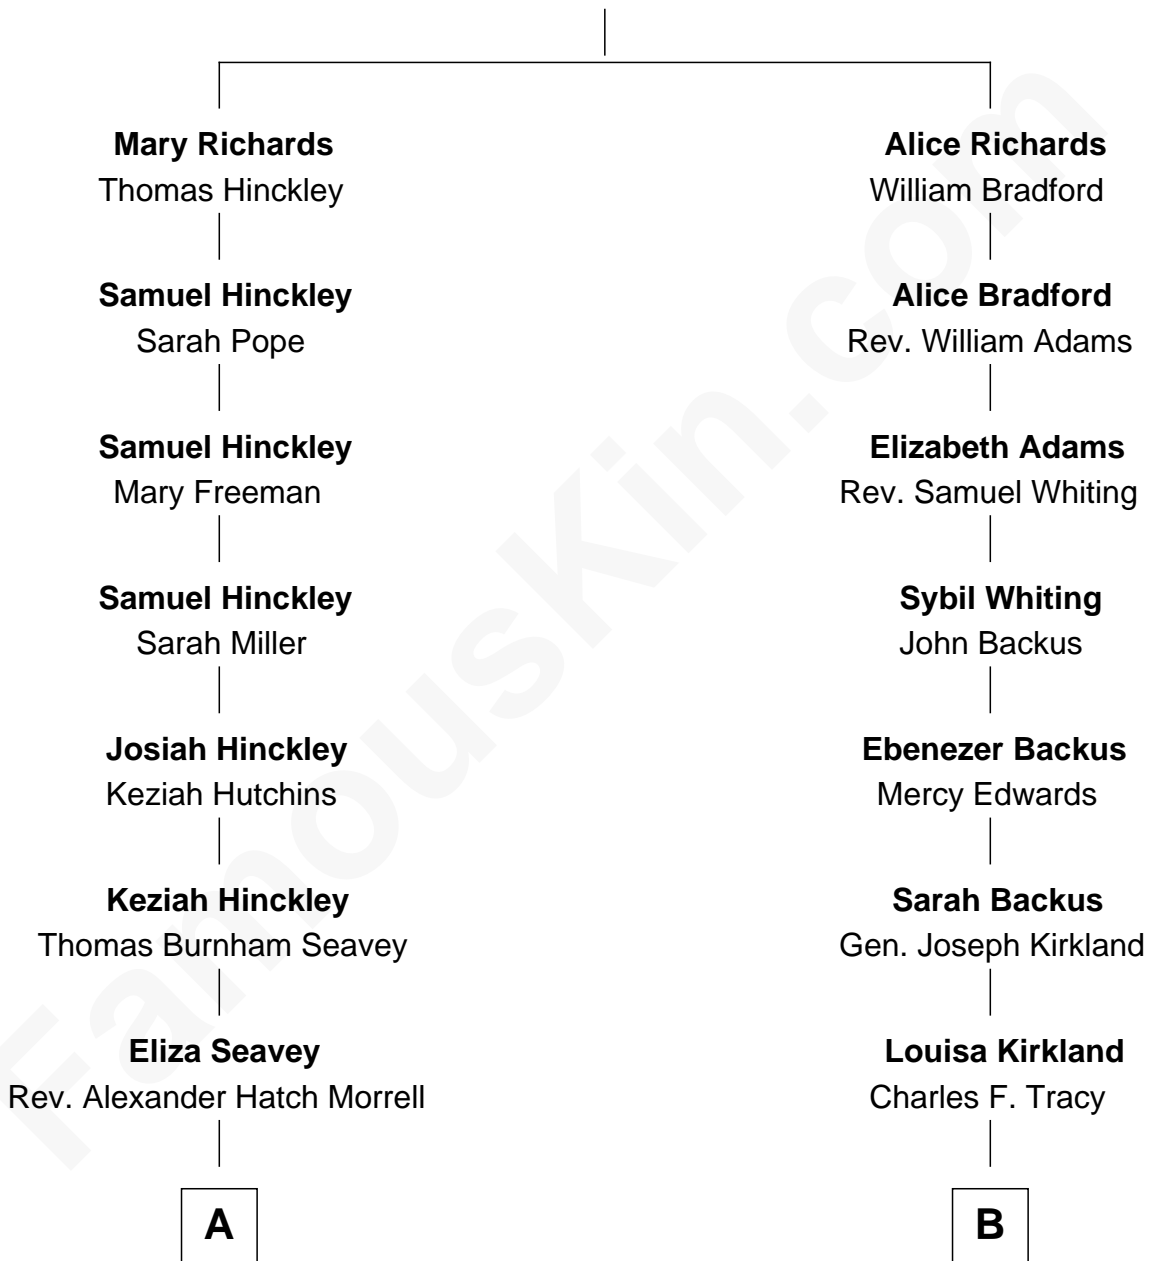 Mary Richards
Thomas Hinckley
Alice Richards
William Bradford
Samuel Hinckley
Sarah Pope
Alice Bradford
Rev. William Adams
Samuel Hinckley
Mary Freeman
Elizabeth Adams
Rev. Samuel Whiting
Samuel Hinckley
Sarah Miller
Sybil Whiting
John Backus
Josiah Hinckley
Keziah Hutchins
Ebenezer Backus
Mercy Edwards
Keziah Hinckley
Thomas Burnham Seavey
Sarah Backus
Gen. Joseph Kirkland
Eliza Seavey
Rev. Alexander Hatch Morrell
Louisa Kirkland
Charles F. Tracy
A
B
FamousKin.com